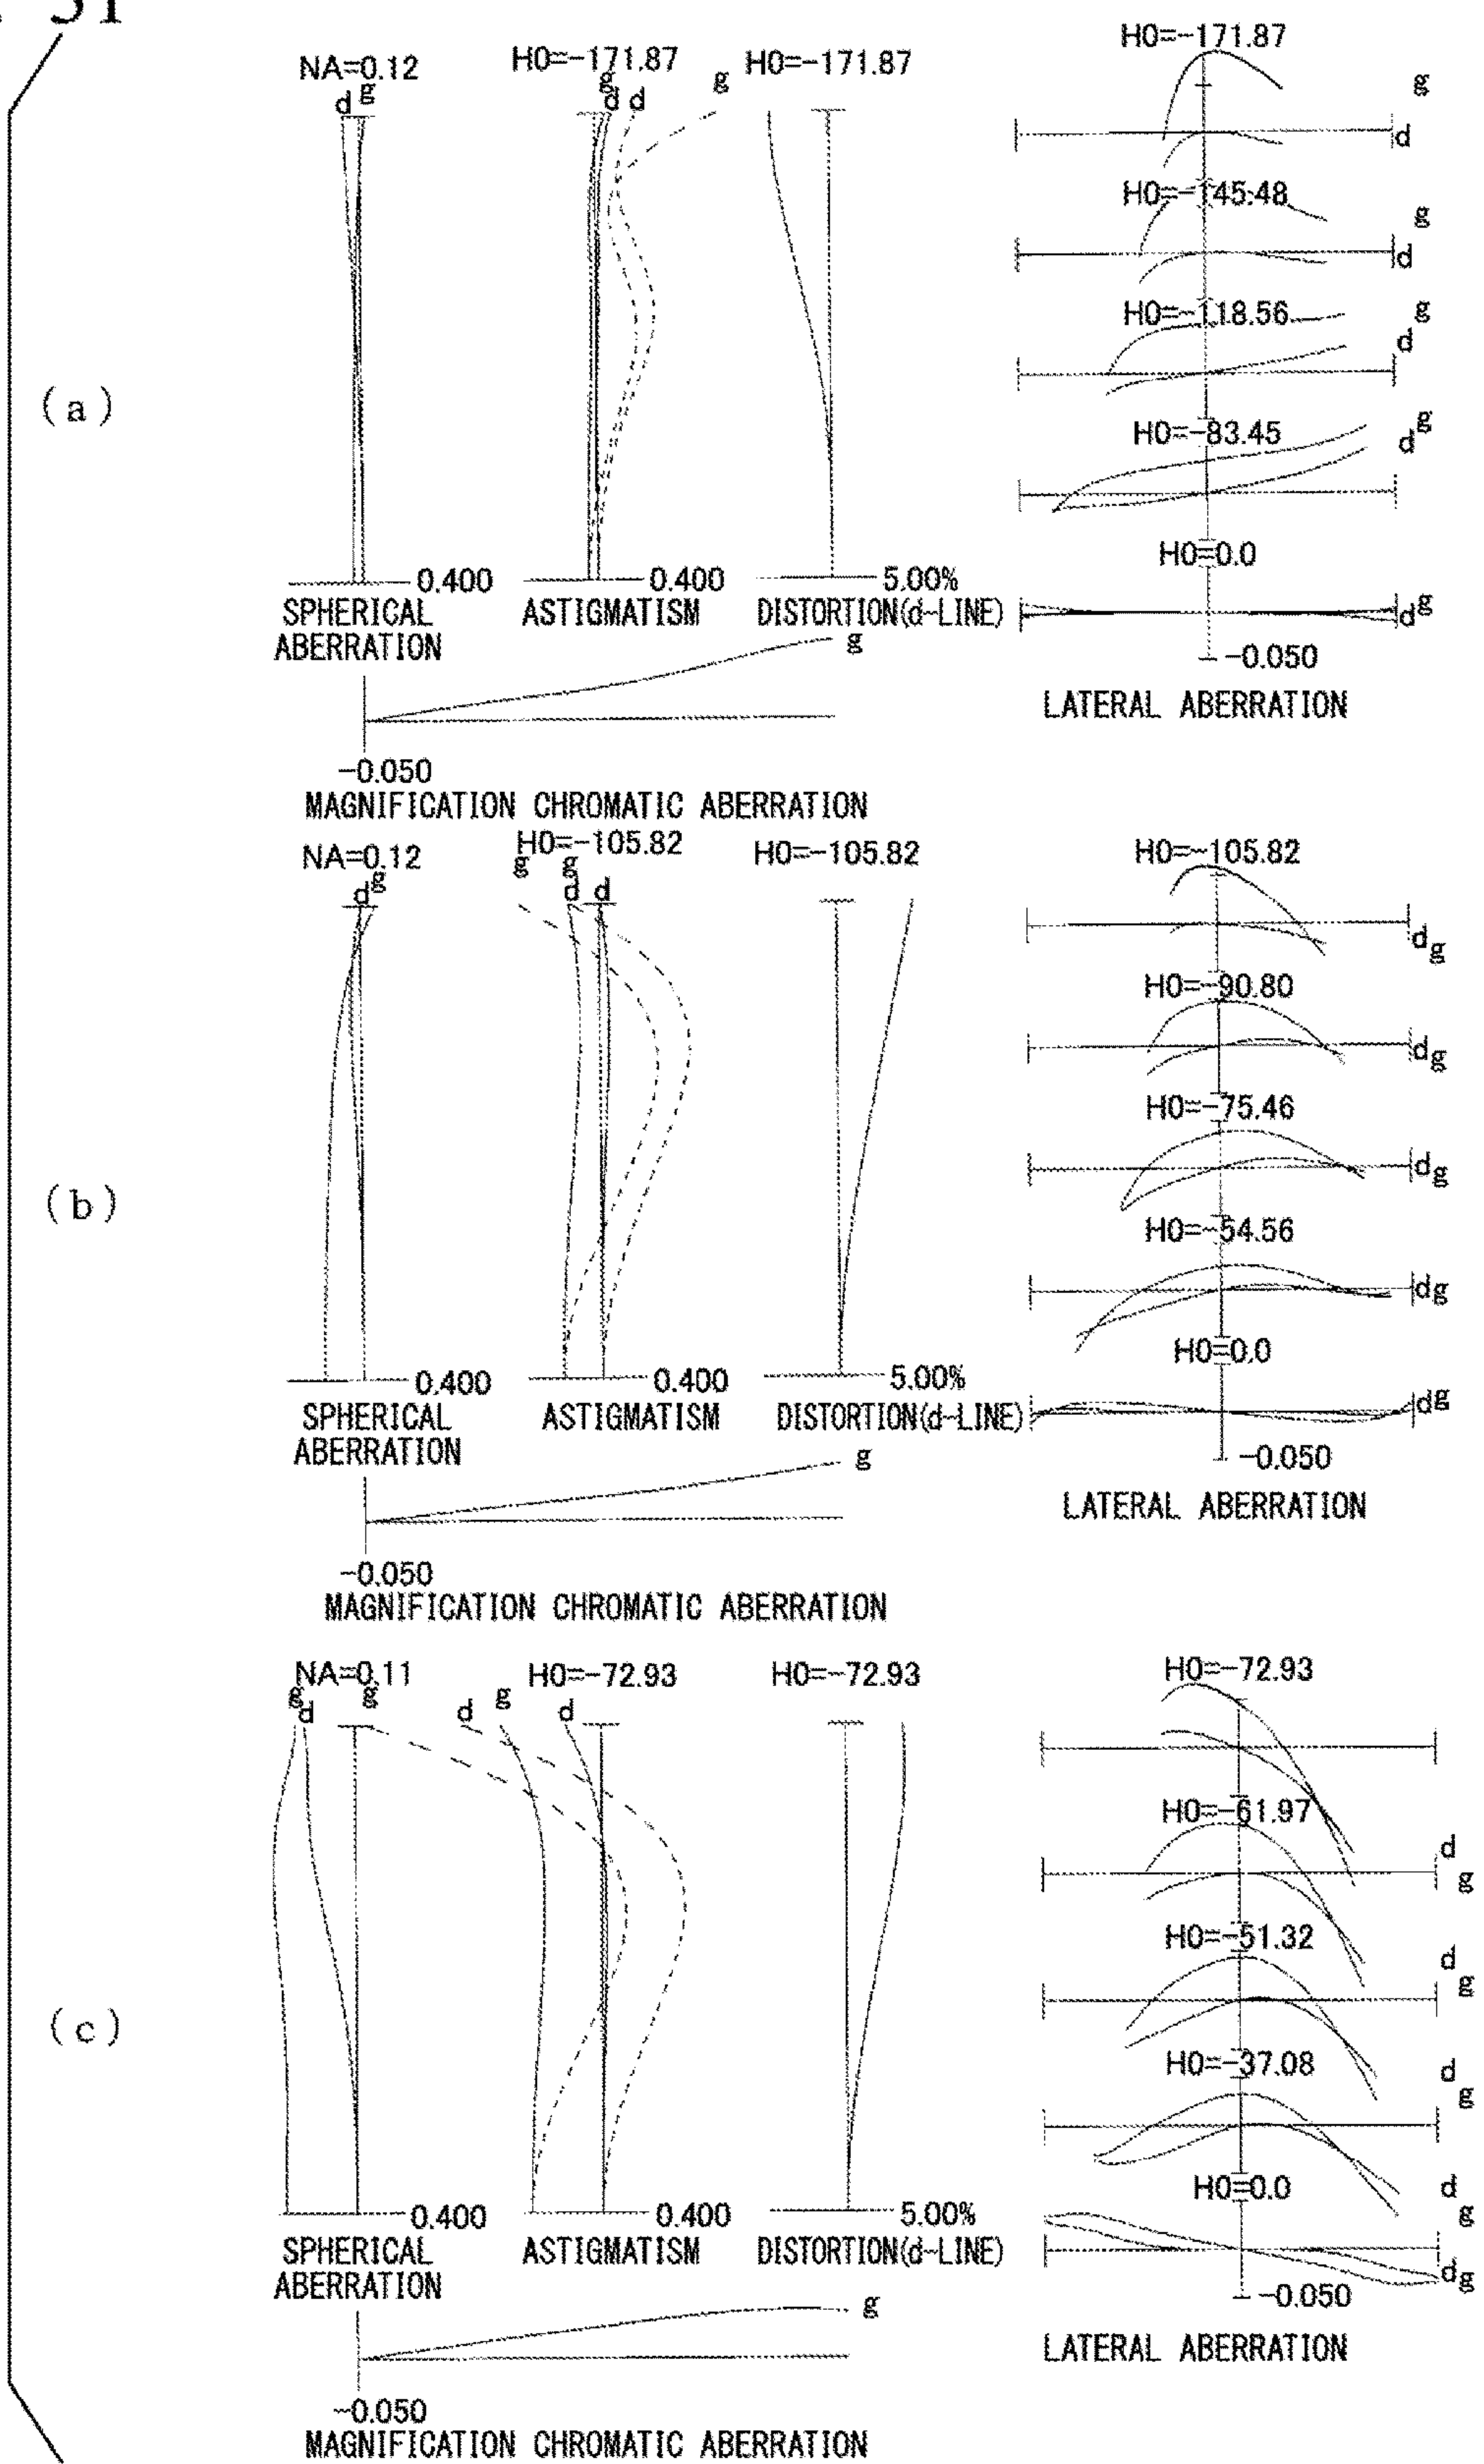 31
(a)
NA=0.12
d g
H0=-171.87
g
d d
g
H0=-171.87
0.400
SPHERICAL
ABERRATION
0.400
ASTIGMATISM
5.00%
DISTORTION(d-LINE)
g
-0.050
MAGNIFICATION CHROMATIC ABERRATION
H0=-171.87
g
d
H0=-145.48
g
d
H0=-118.56
g
d
H0=-83.45
g
d
H0=0.0
d g
-0.050
LATERAL ABERRATION
(b)
NA=0.12
d g
H0=-105.82
g g
d d
H0=-105.82
0.400
SPHERICAL
ABERRATION
0.400
ASTIGMATISM
5.00%
DISTORTION(d-LINE)
g
-0.050
MAGNIFICATION CHROMATIC ABERRATION
H0=-105.82
d g
H0=-90.80
d g
H0=-75.46
d g
H0=-54.56
d g
H0=0.0
d g
-0.050
LATERAL ABERRATION
(c)
NA=0.11
g
d
g
H0=-72.93
d g d
H0=-72.93
0.400
SPHERICAL
ABERRATION
0.400
ASTIGMATISM
5.00%
DISTORTION(d-LINE)
g
-0.050
MAGNIFICATION CHROMATIC ABERRATION
H0=-72.93
H0=-61.97
d
g
H0=-51.32
d
g
H0=-37.08
d
g
H0=0.0
d
g
d g
-0.050
LATERAL ABERRATION